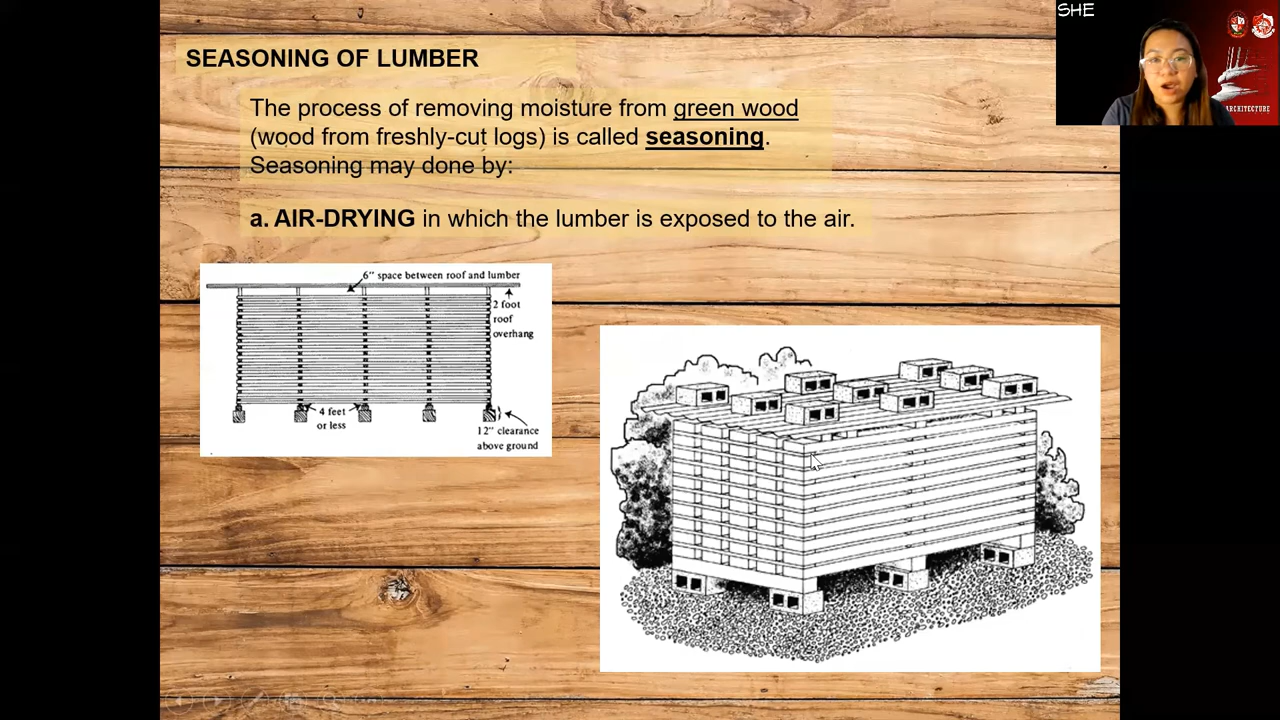 SHE
ARCHITECTURE
SEASONING OF LUMBER
The process of removing moisture from green wood
(wood from freshly-cut logs) is called seasoning.
Seasoning may done by:
a. AIR-DRYING in which the lumber is exposed to the air.
6" space between roof and lumber
2 foot
roof
overhang
4 feet
or less
12" clearance
above ground